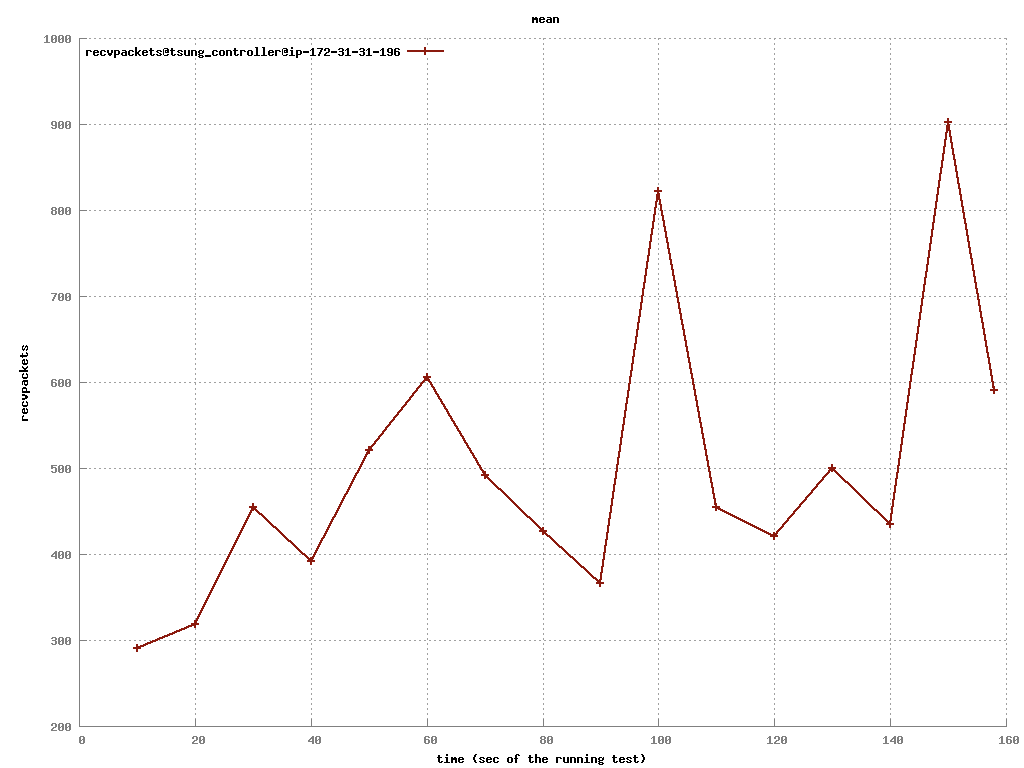 mean
1000
recvpackets@tsung_controller@ip-172-31-31-196
900
800
700
600
500
400
300
200
recvpackets
0 20 40 60 80 100 120 140 160
time (sec of the running test)